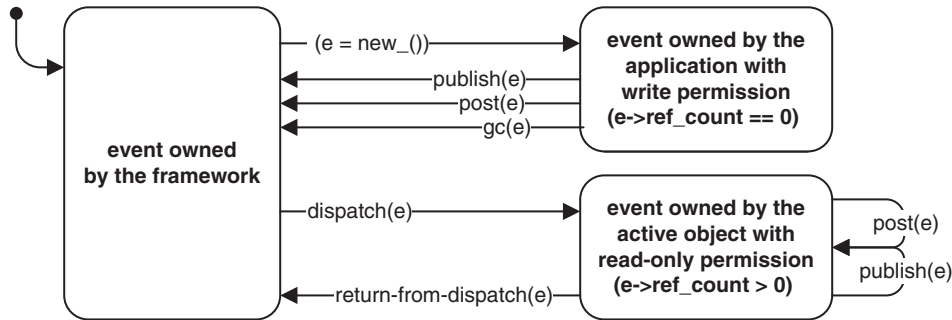 event owned
by the framework
(e = new_())
publish(e)
post(e)
gc(e)
event owned by the
application with
write permission
(e->ref_count == 0)
dispatch(e)
return-from-dispatch(e)
event owned by the
active object with
read-only permission
(e->ref_count > 0)
post(e)
publish(e)